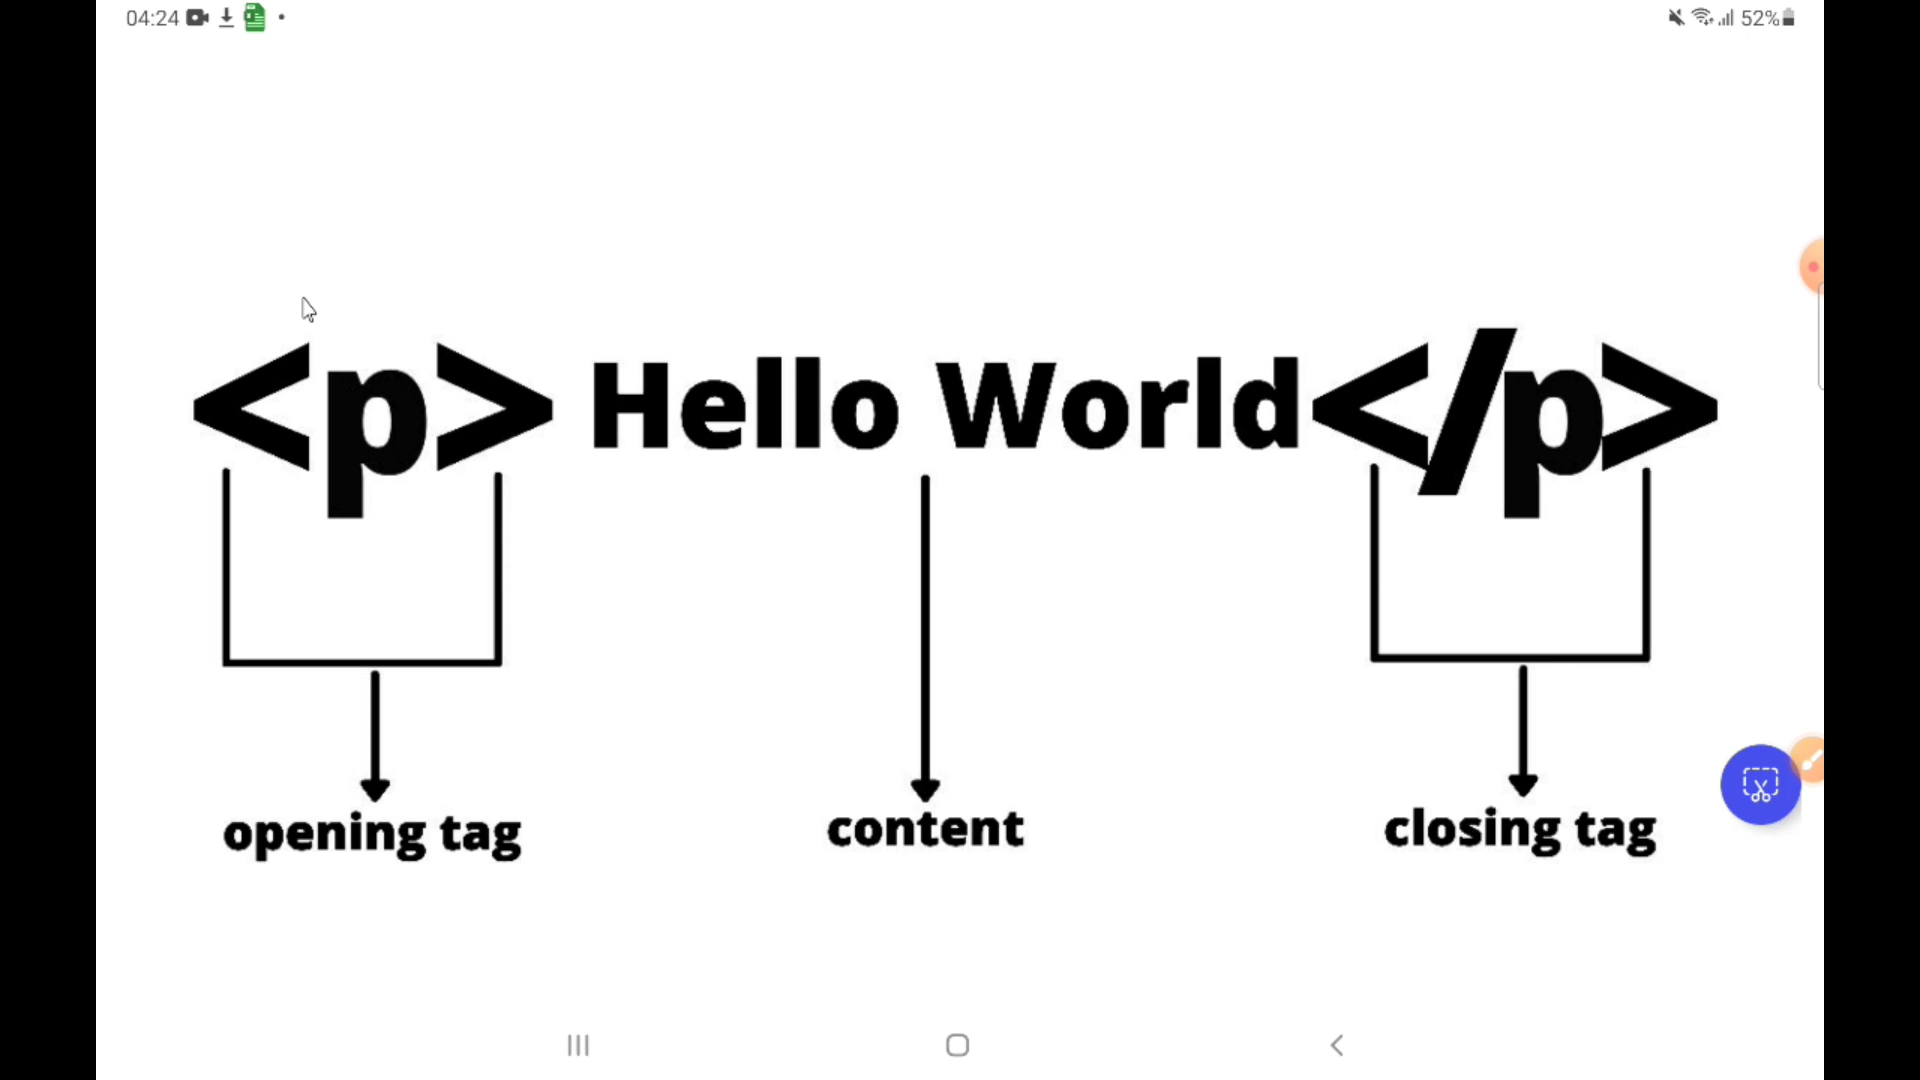 04:24 52%
<p> Hello World</p>
opening tag content closing tag